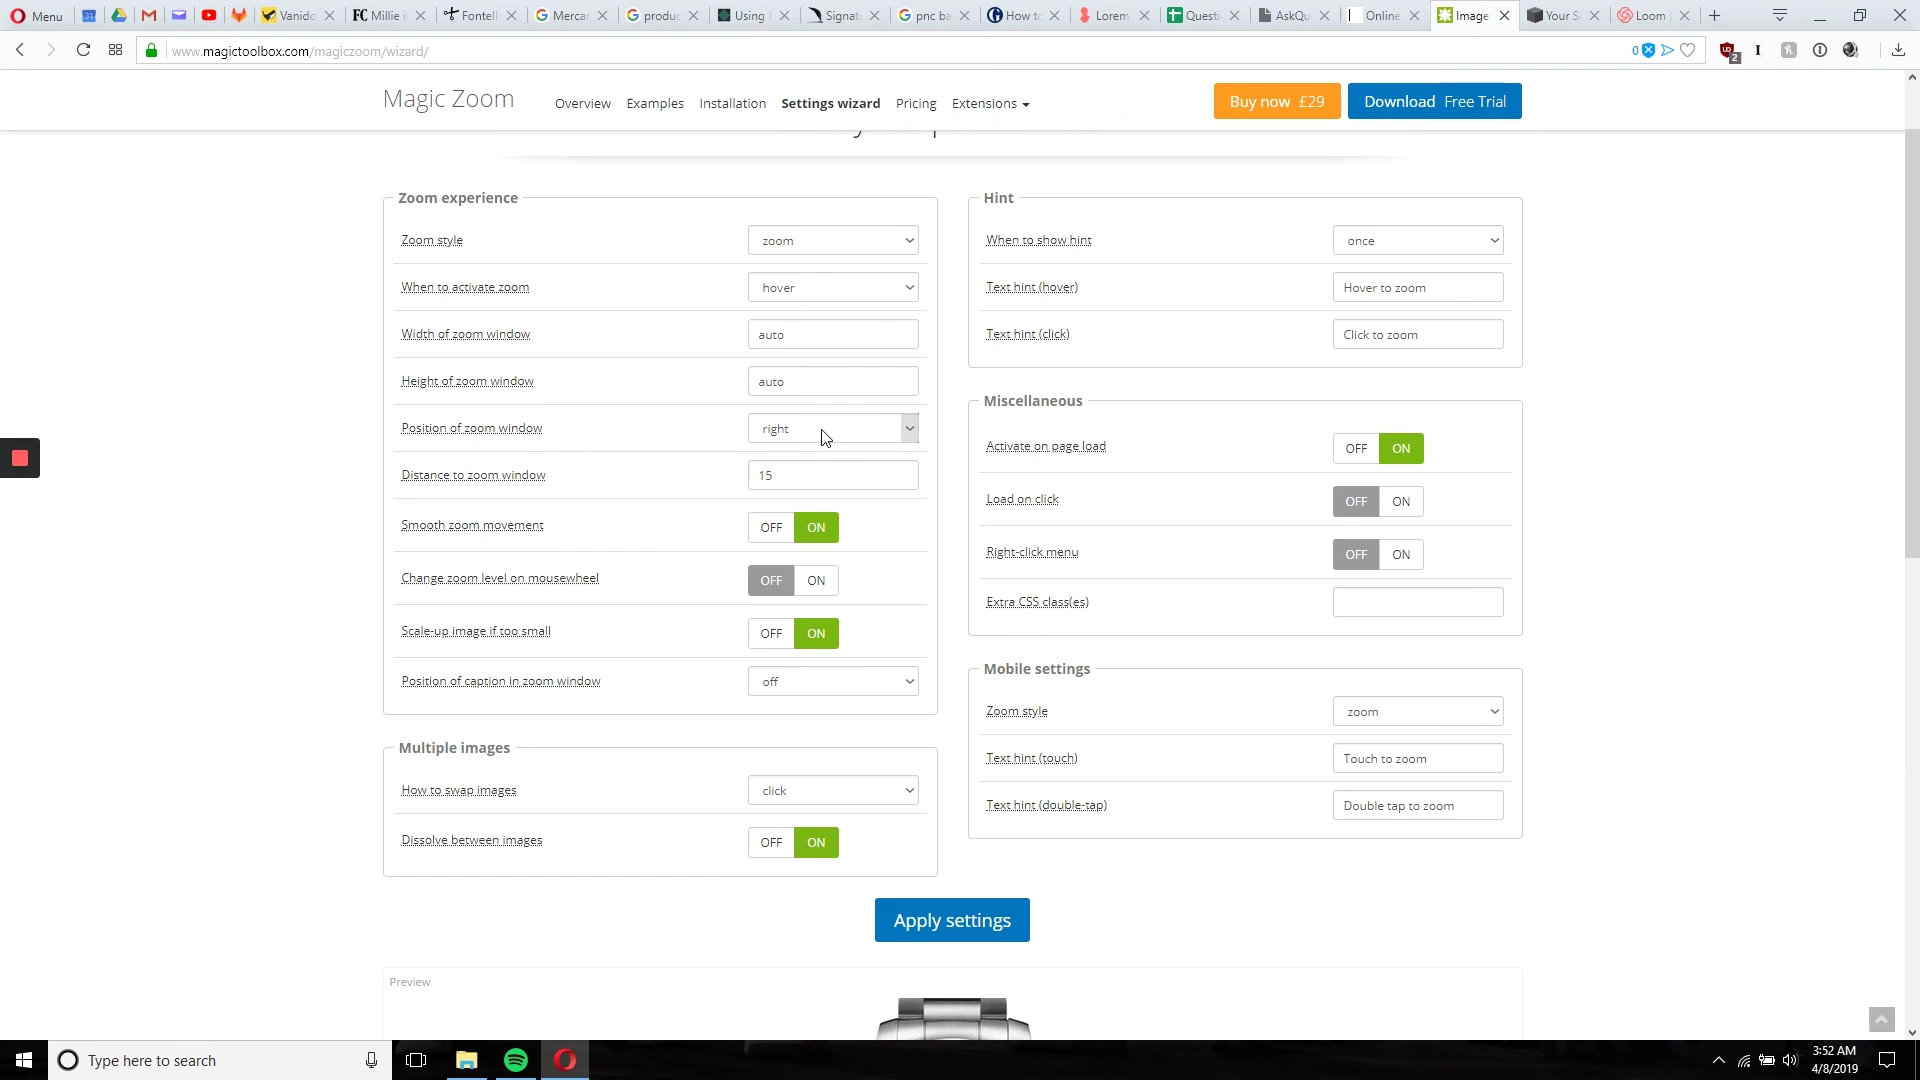 Menu
Vanido
FC Millie
Fontell
Mercar
produc
Using
Signatu
pnc ba
How to
Lorem
Questi
AskQu
Online
Image
Your S
Loom
www.magictoolbox.com/magiczoom/wizard/
0
2
Magic Zoom
Overview
Examples
Installation
Settings wizard
Pricing
Extensions
Buy now £29
Download Free Trial
Zoom experience
Zoom style
zoom
When to activate zoom
hover
Width of zoom window
auto
Height of zoom window
auto
Position of zoom window
right
Distance to zoom window
15
Smooth zoom movement
OFF ON
Change zoom level on mousewheel
OFF ON
Scale-up image if too small
OFF ON
Position of caption in zoom window
off
Multiple images
How to swap images
click
Dissolve between images
OFF ON
Hint
When to show hint
once
Text hint (hover)
Hover to zoom
Text hint (click)
Click to zoom
Miscellaneous
Activate on page load
OFF ON
Load on click
OFF ON
Right-click menu
OFF ON
Extra CSS class(es)
Mobile settings
Zoom style
zoom
Text hint (touch)
Touch to zoom
Text hint (double-tap)
Double tap to zoom
Apply settings
Preview
Type here to search
3:52 AM
4/8/2019